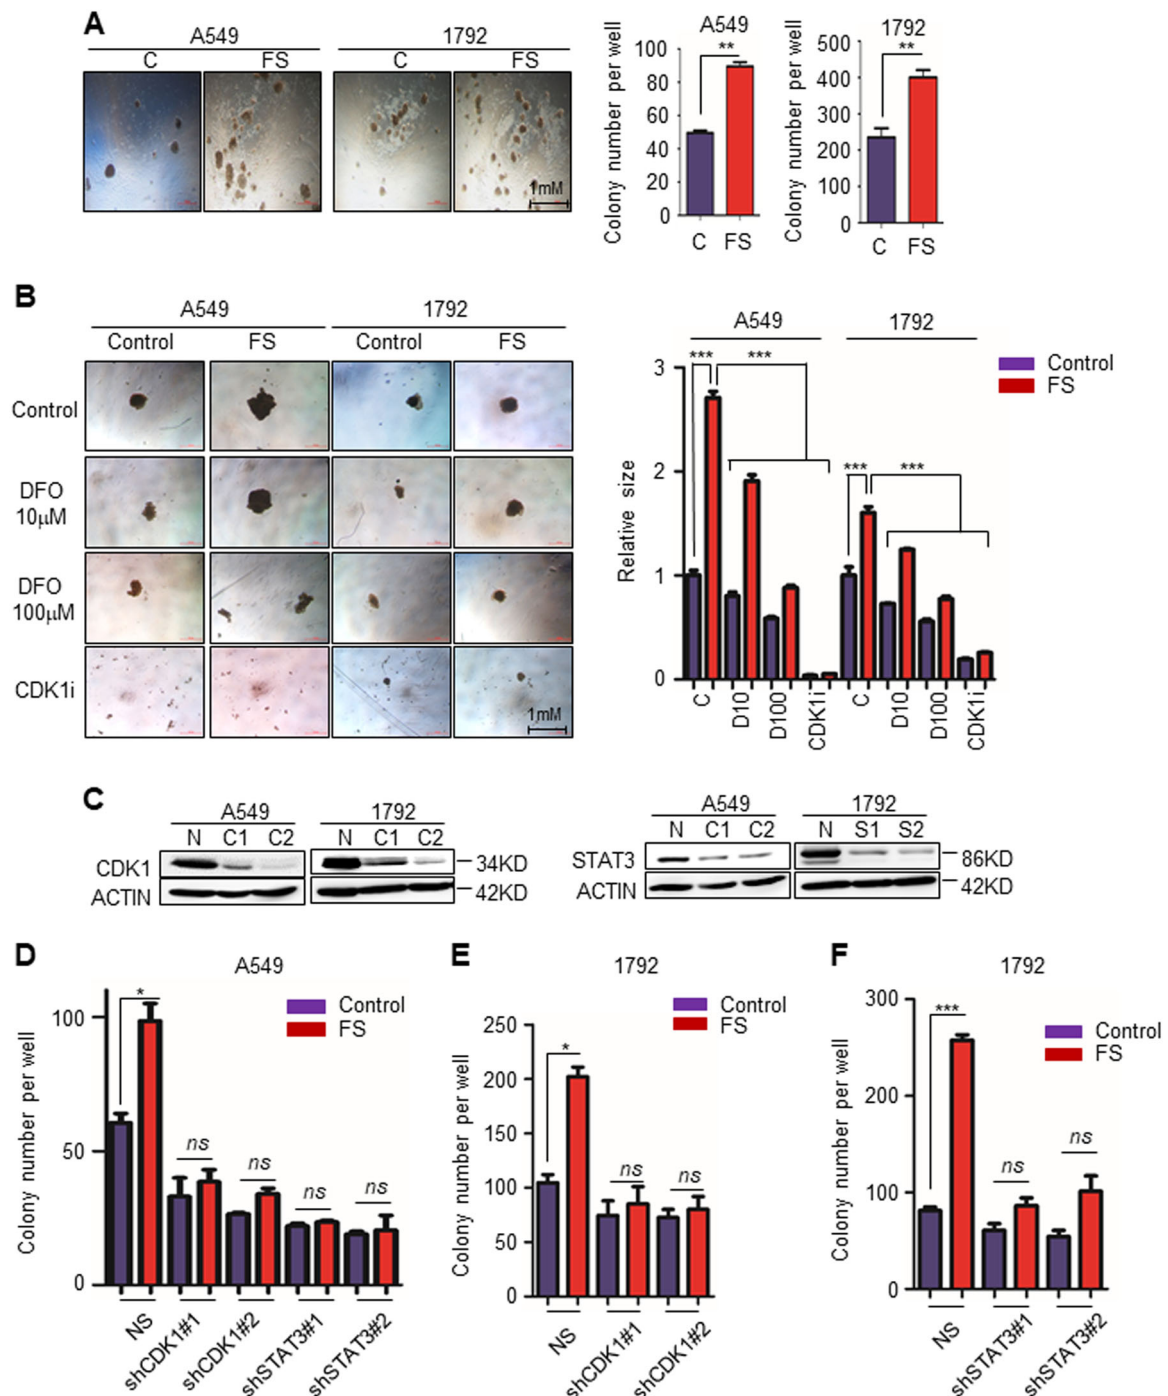 A
A549
1792
C
FS
C
FS
1mM
A549
Colony number per well
100
80
60
40
20
0
**
C
FS
1792
Colony number per well
500
400
300
200
100
0
**
C
FS
B
A549
1792
Control
FS
Control
FS
Control
DFO
10µM
DFO
100µM
CDK1i
1mM
A549
1792
Control
FS
Relative size
3
2
1
0
***
***
***
***
C
D10
D100
CDK1i
C
D10
D100
CDK1i
C
A549
1792
N C1 C2
N C1 C2
CDK1
34KD
ACTIN
42KD
A549
1792
N C1 C2
N S1 S2
STAT3
86KD
ACTIN
42KD
D
A549
Control
FS
Colony number per well
100
50
0
*
ns
ns
ns
ns
NS
shCDK1#1
shCDK1#2
shSTAT3#1
shSTAT3#2
E
1792
Control
FS
Colony number per well
250
200
150
100
50
0
*
ns
ns
NS
shCDK1#1
shCDK1#2
F
1792
Control
FS
Colony number per well
300
200
100
0
***
ns
ns
NS
shSTAT3#1
shSTAT3#2